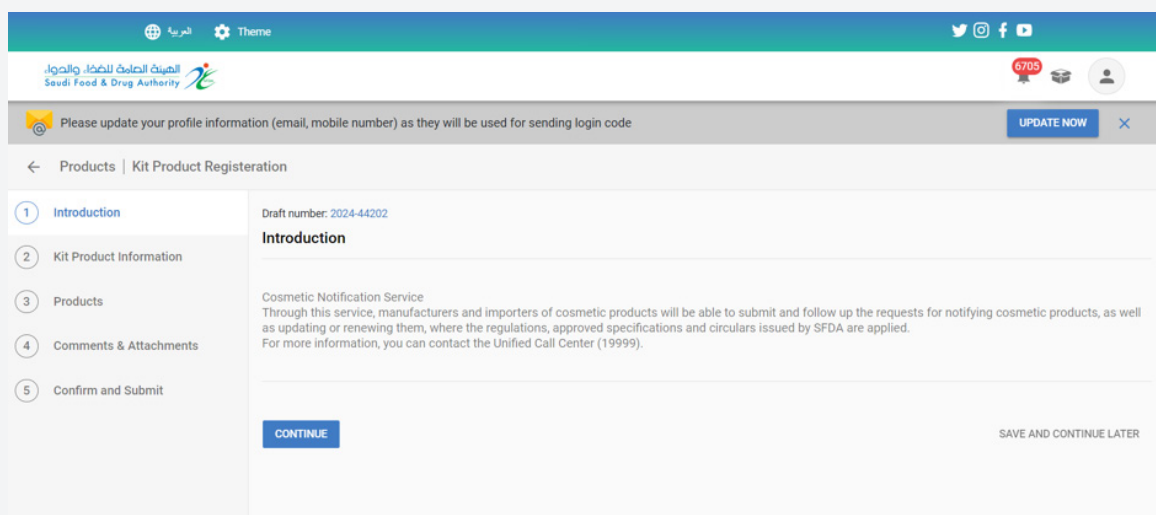 العربية
Theme
الهيئة العامة للغذاء والدواء
Saudi Food & Drug Authority
6705
Please update your profile information (email, mobile number) as they will be used for sending login code
UPDATE NOW
Products | Kit Product Registeration
1 Introduction
2 Kit Product Information
3 Products
4 Comments & Attachments
5 Confirm and Submit
Draft number: 2024-44202
Introduction
Cosmetic Notification Service
Through this service, manufacturers and importers of cosmetic products will be able to submit and follow up the requests for notifying cosmetic products, as well
as updating or renewing them, where the regulations, approved specifications and circulars issued by SFDA are applied.
For more information, you can contact the Unified Call Center (19999).
CONTINUE
SAVE AND CONTINUE LATER